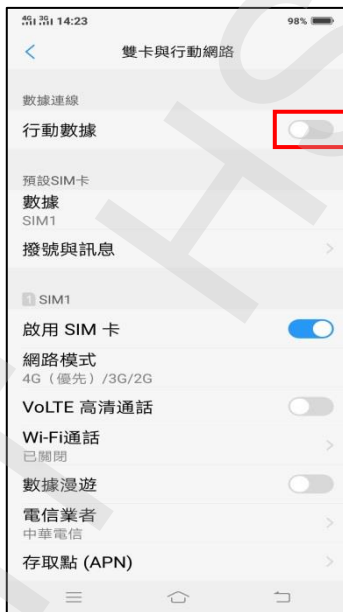 4G 3G 14:23 98%
雙卡與行動網路
數據連線
行動數據
預設SIM卡
數據
SIM1
撥號與訊息
1 SIM1
啟用 SIM 卡
網路模式
4G（優先）/3G/2G
VoLTE 高清通話
Wi-Fi通話
已關閉
數據漫遊
電信業者
中華電信
存取點 (APN)